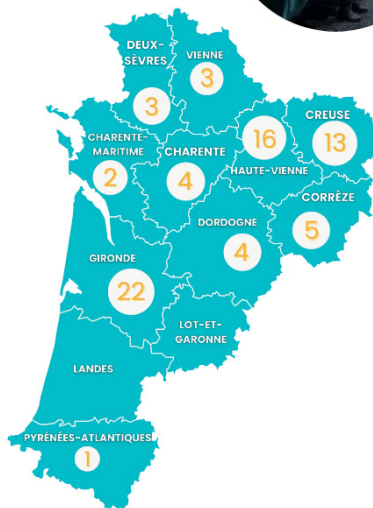 DEUX-
SÈVRES
3
VIENNE
3
CREUSE
13
16
HAUTE-VIENNE
CHARENTE-
MARITIME
2
CHARENTE
4
CORRÈZE
5
DORDOGNE
4
GIRONDE
22
LOT-ET-
GARONNE
LANDES
PYRÉNÉES-ATLANTIQUES
1